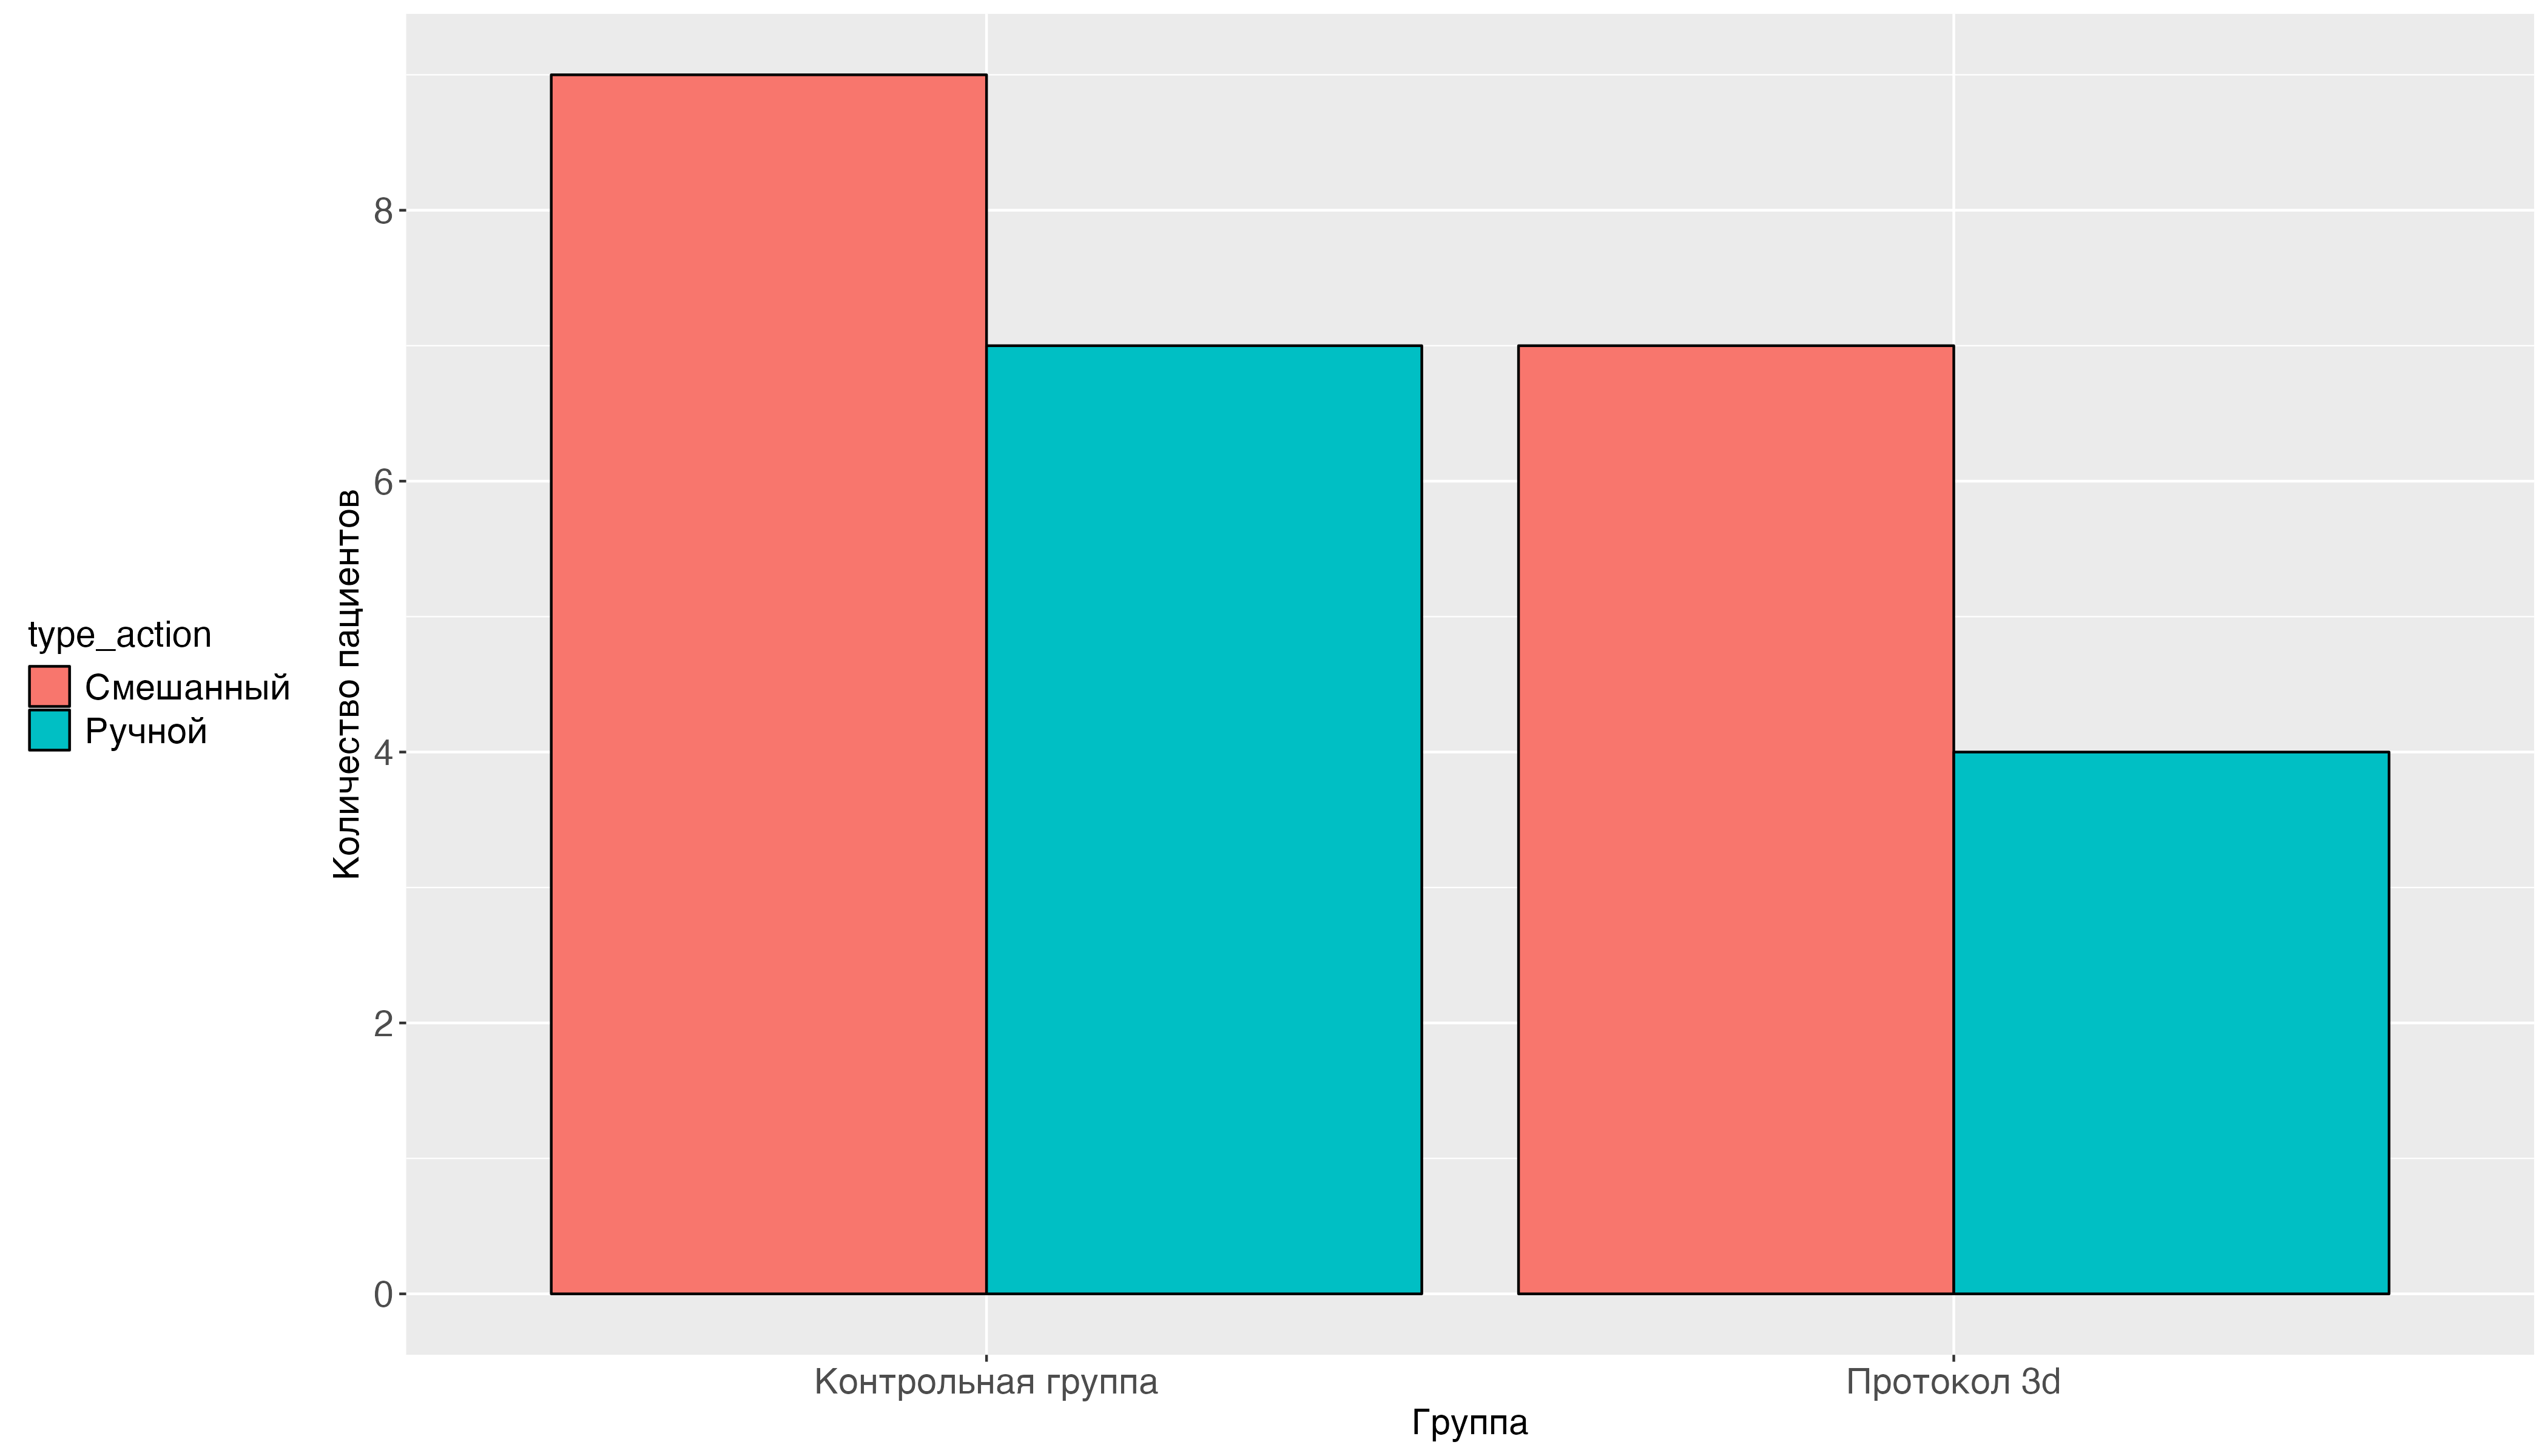 type_action
Смешанный
Ручной
Количество пациентов
8
6
4
2
0
Контрольная группа
Протокол 3d
Группа